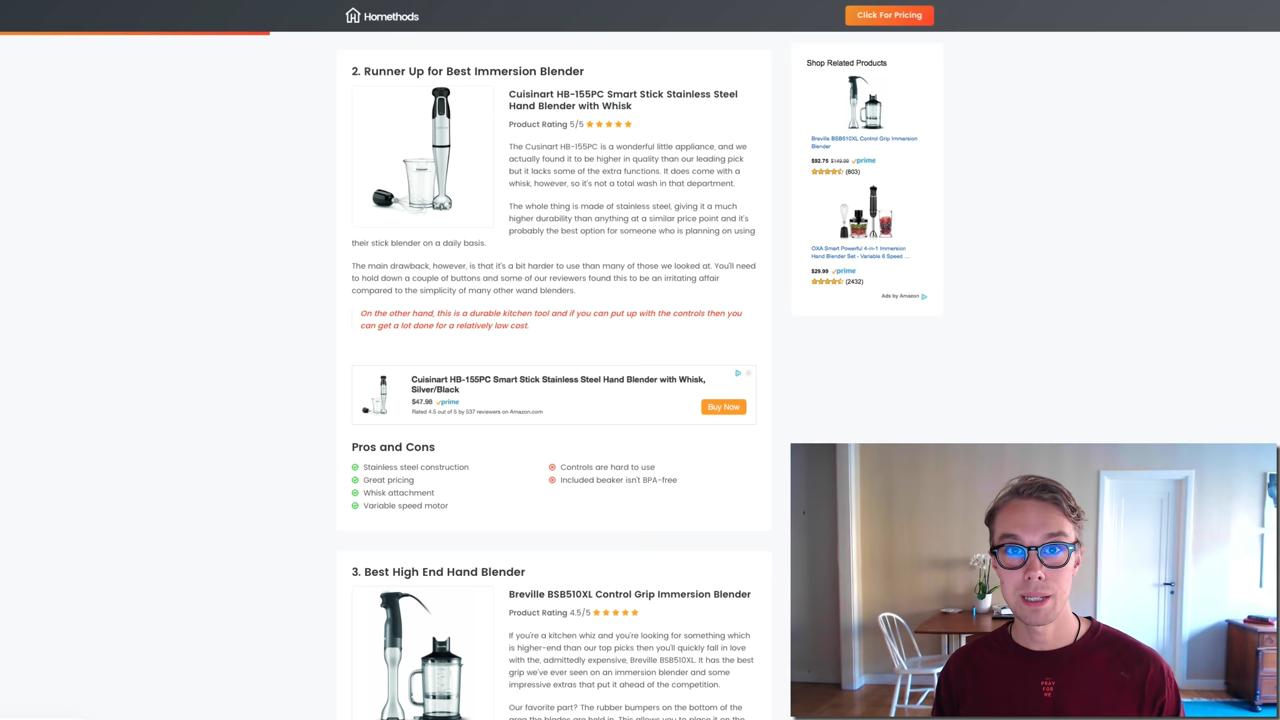 Homethods
Click For Pricing
2. Runner Up for Best Immersion Blender
Cuisinart HB-155PC Smart Stick Stainless Steel
Hand Blender with Whisk
Product Rating 5/5
The Cusinart HB-155PC is a wonderful little appliance, and we
actually found it to be higher in quality than our leading pick
but it lacks some of the extra functions. It does come with a
whisk, however, so it's not a total wash in that department.
The whole thing is made of stainless steel, giving it a much
higher durability than anything at a similar price point and it's
probably the best option for someone who is planning on using
their stick blender on a daily basis.
The main drawback, however, is that it's a bit harder to use than many of those we looked at. You'll need
to hold down a couple of buttons and some of our reviewers found this to be an irritating affair
compared to the simplicity of many other wand blenders.
On the other hand, this is a durable kitchen tool and if you can put up with the controls then you
can get a lot done for a relatively low cost.
Cuisinart HB-155PC Smart Stick Stainless Steel Hand Blender with Whisk,
Silver/Black
$47.98 prime
Rated 4.5 out of 5 by 537 reviewers on Amazon.com
Buy Now
Pros and Cons
Stainless steel construction
Great pricing
Whisk attachment
Variable speed motor
Controls are hard to use
Included beaker isn't BPA-free
3. Best High End Hand Blender
Breville BSB510XL Control Grip Immersion Blender
Product Rating 4.5/5
If you're a kitchen whiz and you're looking for something which
is higher-end than our top picks then you'll quickly fall in love
with the, admittedly expensive, Breville BSB510XL. It has the best
grip we've ever seen on an immersion blender and some
impressive extras that put it ahead of the competition.
Our favorite part? The rubber bumpers on the bottom of
area the blades are held in. This allows you to place it on the
Shop Related Products
Breville BSB510XL Control Grip Immersion
Blender
$92.75 $149.99 prime
(803)
OXA Smart Powerful 4-in-1 Immersion
Hand Blender Set - Variable 6 Speed ...
$29.99 prime
(2432)
Ads by Amazon
PRAY
FOR
ME